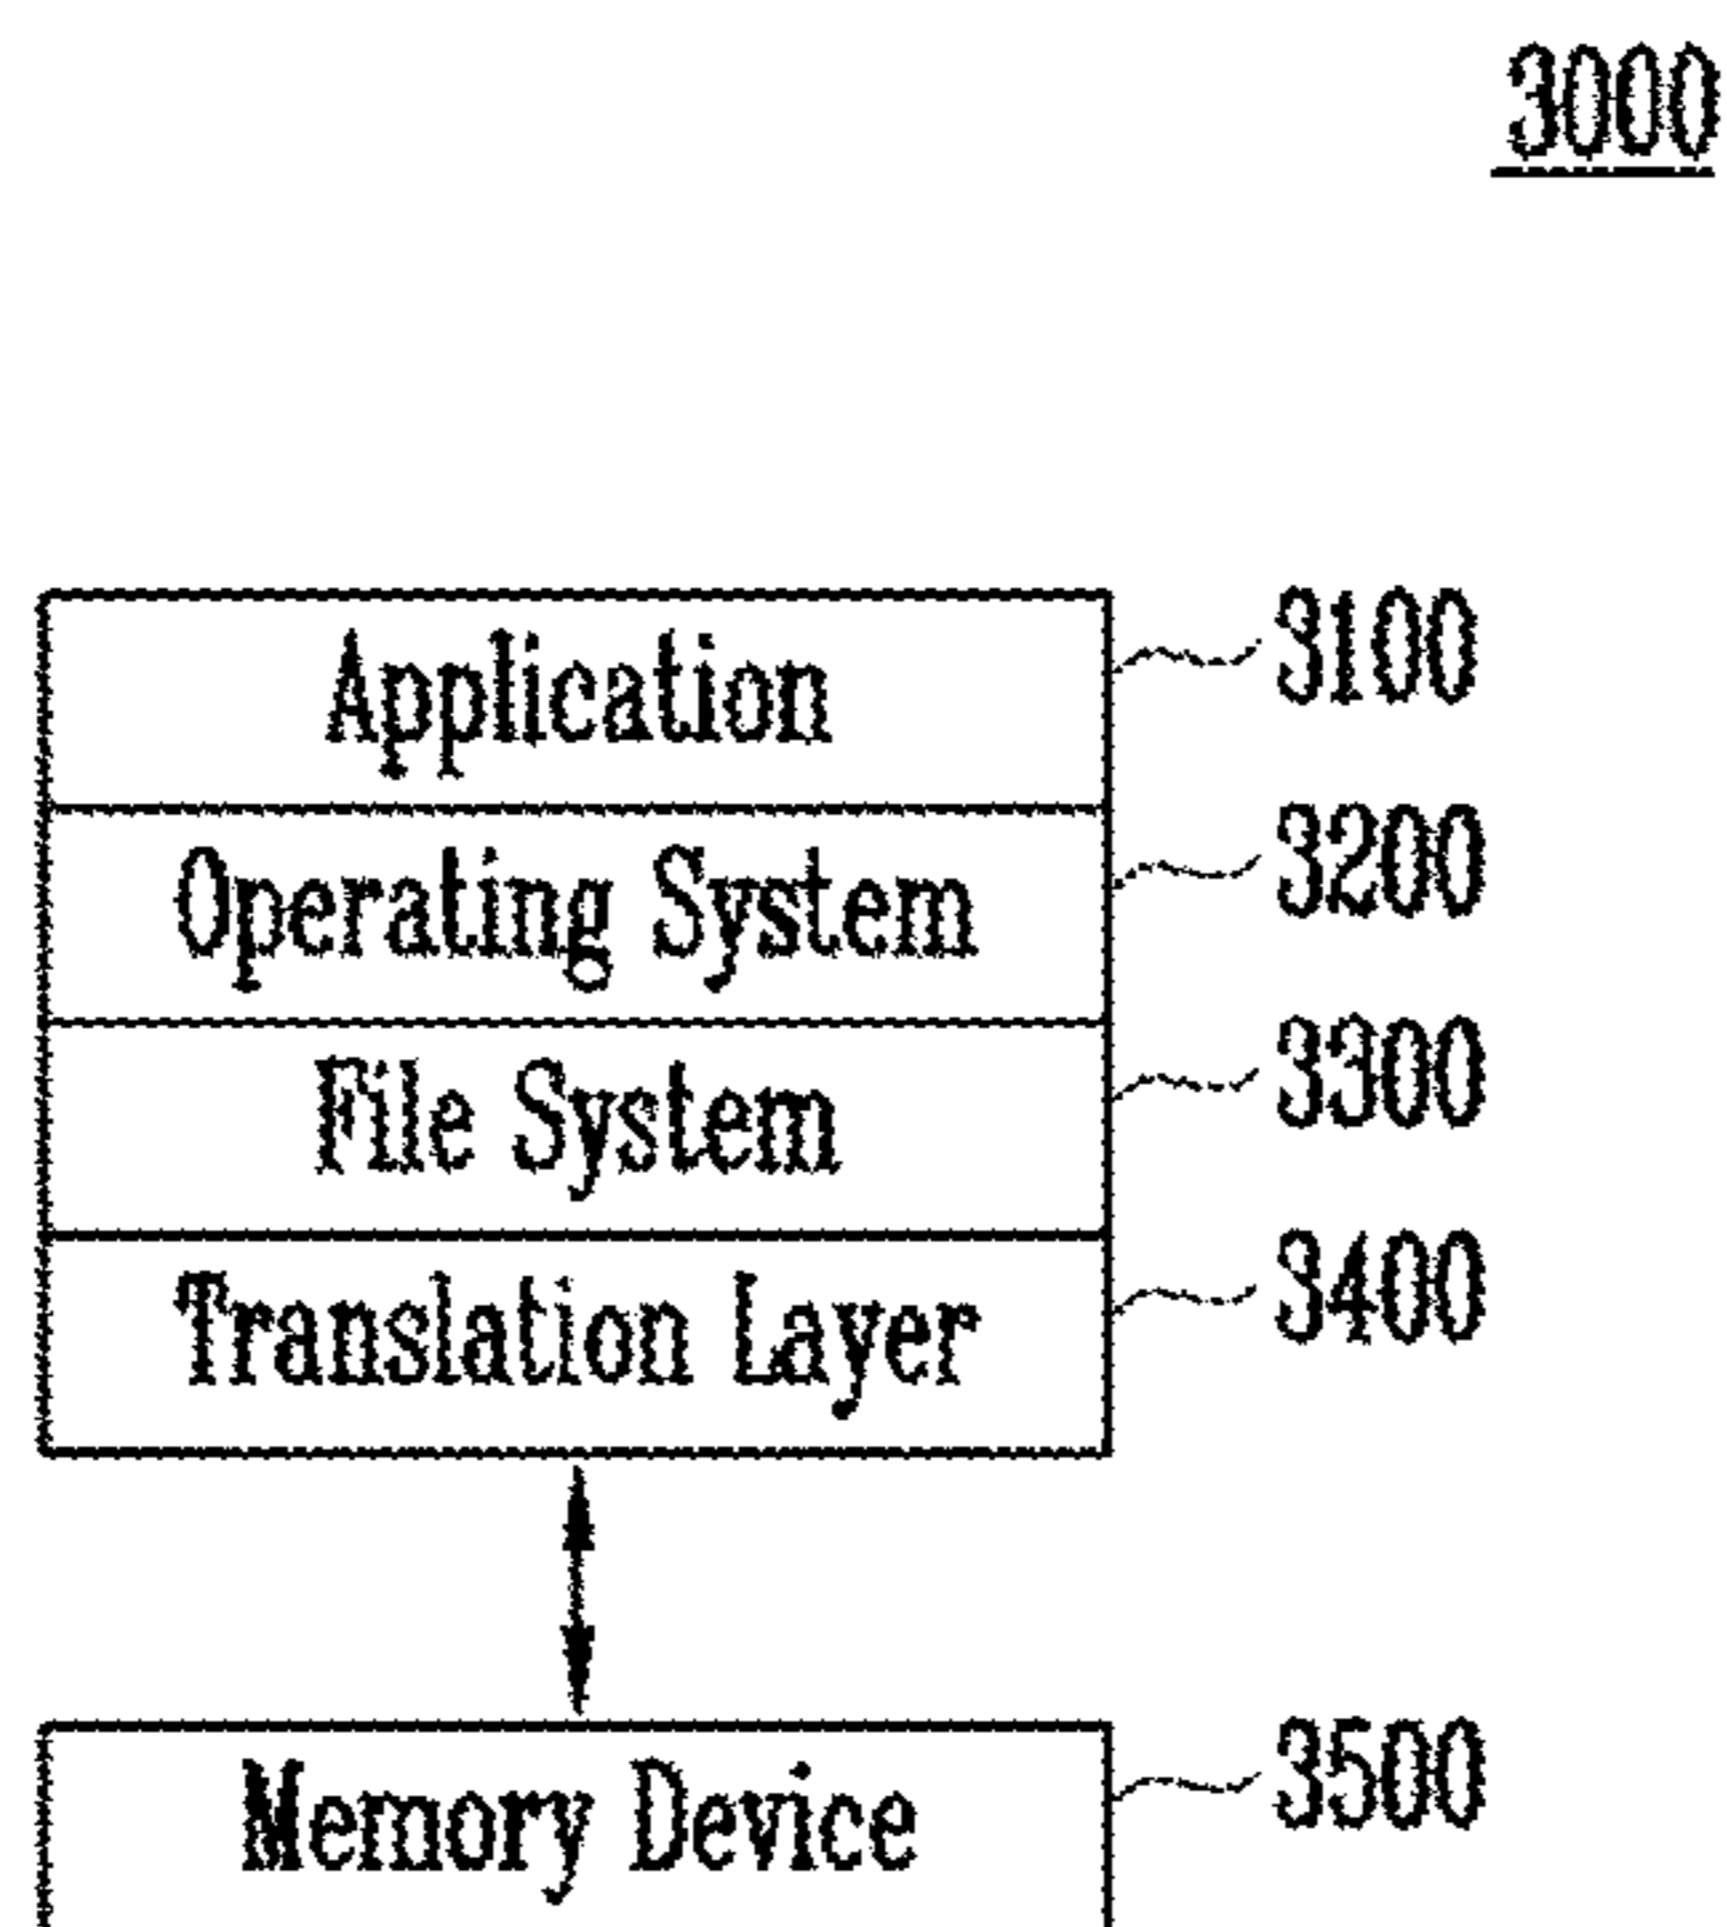 3000
Application 3100
Operating System 3200
File System 3300
Translation Layer 3400
Memory Device 3500